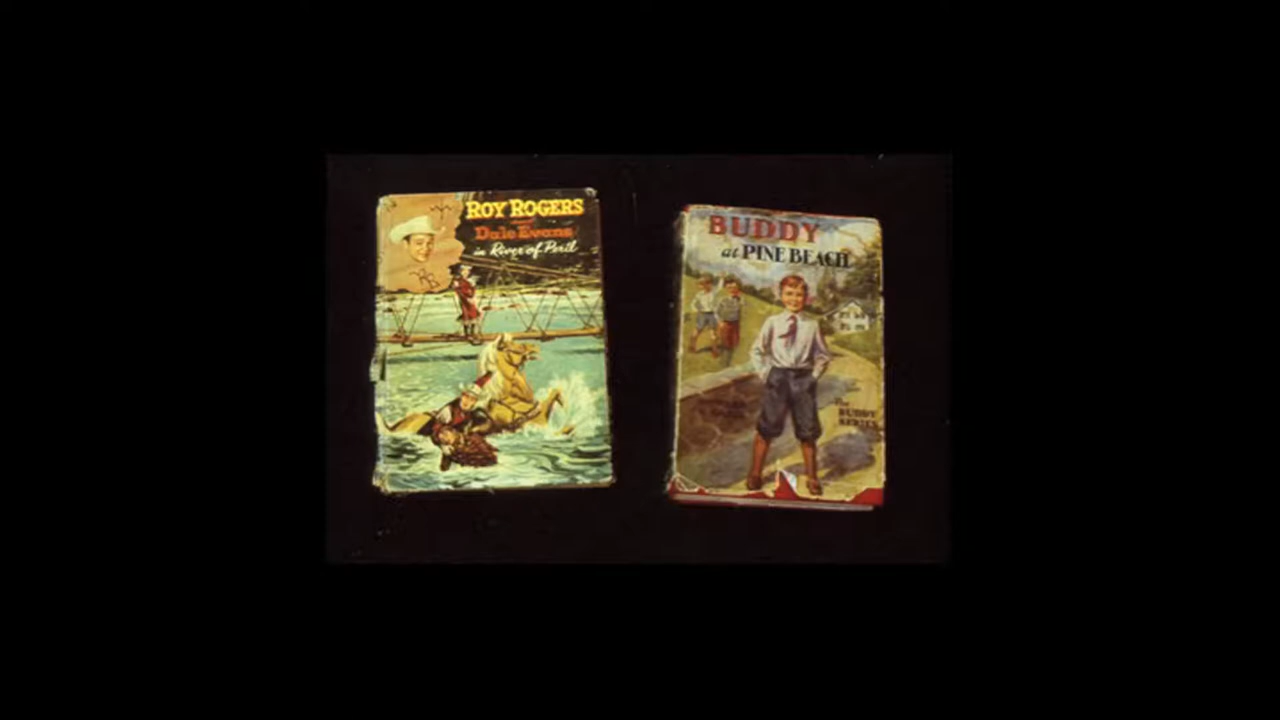 ROY ROGERS
and
Dale Evans
in River of Peril
BUDDY
at PINE BEACH
The
BUDDY
SERIES